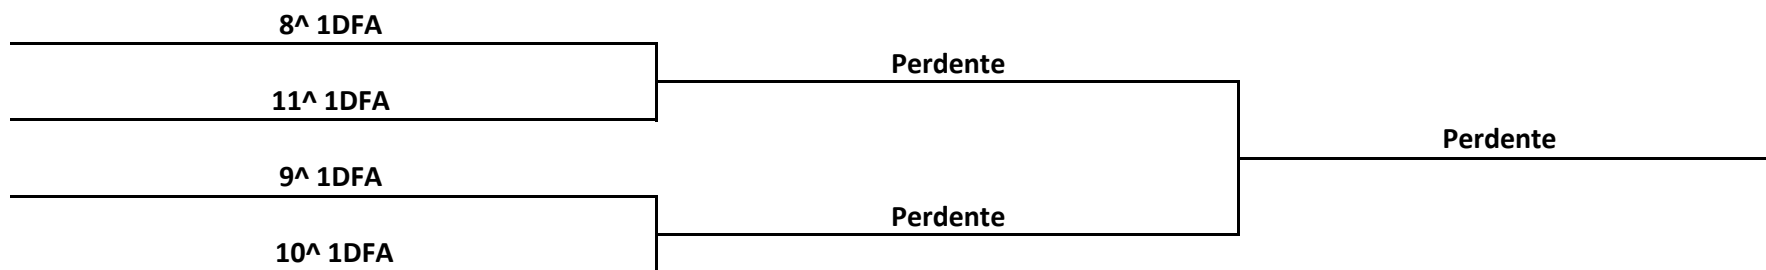 8^ 1DFA
Perdente
11^ 1DFA
Perdente
9^ 1DFA
Perdente
10^ 1DFA